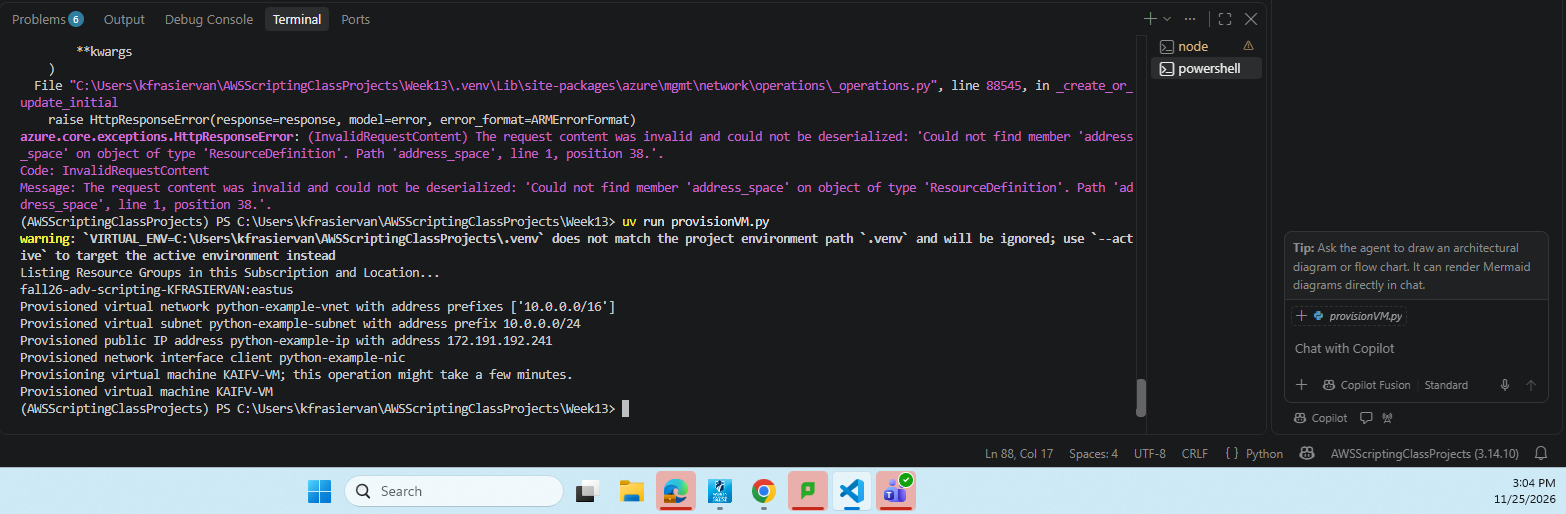 Problems 6 Output Debug Console Terminal Ports
**kwargs
)
File "C:\Users\kfrasiervan\AWSScriptingClassProjects\Week13\.venv\Lib\site-packages\azure\mgmt\network\operations\_operations.py", line 88545, in _create_or_
update_initial
raise HttpResponseError(response=response, model=error, error_format=ARMErrorFormat)
azure.core.exceptions.HttpResponseError: (InvalidRequestContent) The request content was invalid and could not be deserialized: 'Could not find member 'address
_space' on object of type 'ResourceDefinition'. Path 'address_space', line 1, position 38.'.
Code: InvalidRequestContent
Message: The request content was invalid and could not be deserialized: 'Could not find member 'address_space' on object of type 'ResourceDefinition'. Path 'ad
dress_space', line 1, position 38.'.
(AWSScriptingClassProjects) PS C:\Users\kfrasiervan\AWSScriptingClassProjects\Week13> uv run provisionVM.py
warning: `VIRTUAL_ENV=C:\Users\kfrasiervan\AWSScriptingClassProjects\.venv` does not match the project environment path `.venv` and will be ignored; use `--act
ive` to target the active environment instead
Listing Resource Groups in this Subscription and Location...
fall26-adv-scripting-KFRASIERVAN:eastus
Provisioned virtual network python-example-vnet with address prefixes ['10.0.0.0/16']
Provisioned virtual subnet python-example-subnet with address prefix 10.0.0.0/24
Provisioned public IP address python-example-ip with address 172.191.192.241
Provisioned network interface client python-example-nic
Provisioning virtual machine KAIFV-VM; this operation might take a few minutes.
Provisioned virtual machine KAIFV-VM
(AWSScriptingClassProjects) PS C:\Users\kfrasiervan\AWSScriptingClassProjects\Week13>
node
powershell
Tip: Ask the agent to draw an architectural
diagram or flow chart. It can render Mermaid
diagrams directly in chat.
provisionVM.py
Chat with Copilot
Copilot Fusion Standard
Copilot
Ln 88, Col 17 Spaces: 4 UTF-8 CRLF { } Python AWSScriptingClassProjects (3.14.10)
Search
3:04 PM
11/25/2026